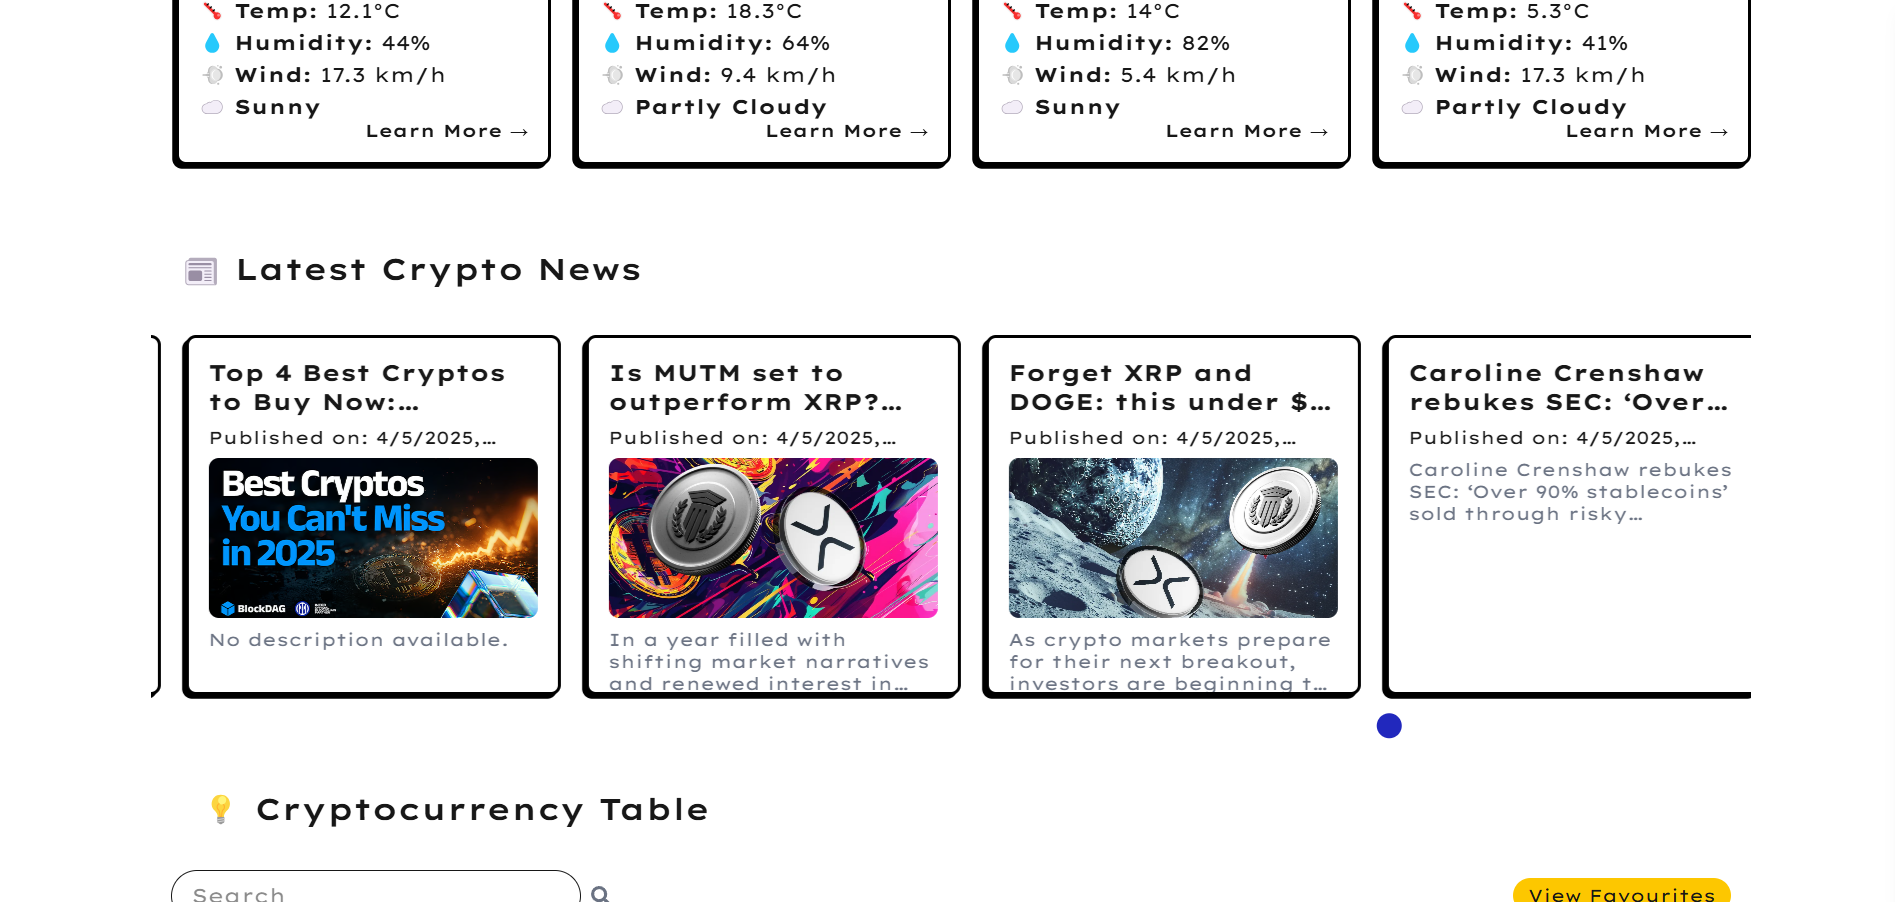 Temp: 12.1°C
Humidity: 44%
Wind: 17.3 km/h
Sunny
Learn More →
Temp: 18.3°C
Humidity: 64%
Wind: 9.4 km/h
Partly Cloudy
Learn More →
Temp: 14°C
Humidity: 82%
Wind: 5.4 km/h
Sunny
Learn More →
Temp: 5.3°C
Humidity: 41%
Wind: 17.3 km/h
Partly Cloudy
Learn More →
Latest Crypto News
Top 4 Best Cryptos
to Buy Now:...
Published on: 4/5/2025,...
Best Cryptos
You Can't Miss
in 2025
BlockDAG
No description available.
Is MUTM set to
outperform XRP?...
Published on: 4/5/2025,...
In a year filled with
shifting market narratives
and renewed interest in...
Forget XRP and
DOGE: this under $...
Published on: 4/5/2025,...
As crypto markets prepare
for their next breakout,
investors are beginning t...
Caroline Crenshaw
rebukes SEC: ‘Over...
Published on: 4/5/2025,...
Caroline Crenshaw rebukes
SEC: ‘Over 90% stablecoins’
sold through risky...
Cryptocurrency Table
Search
View Favourites